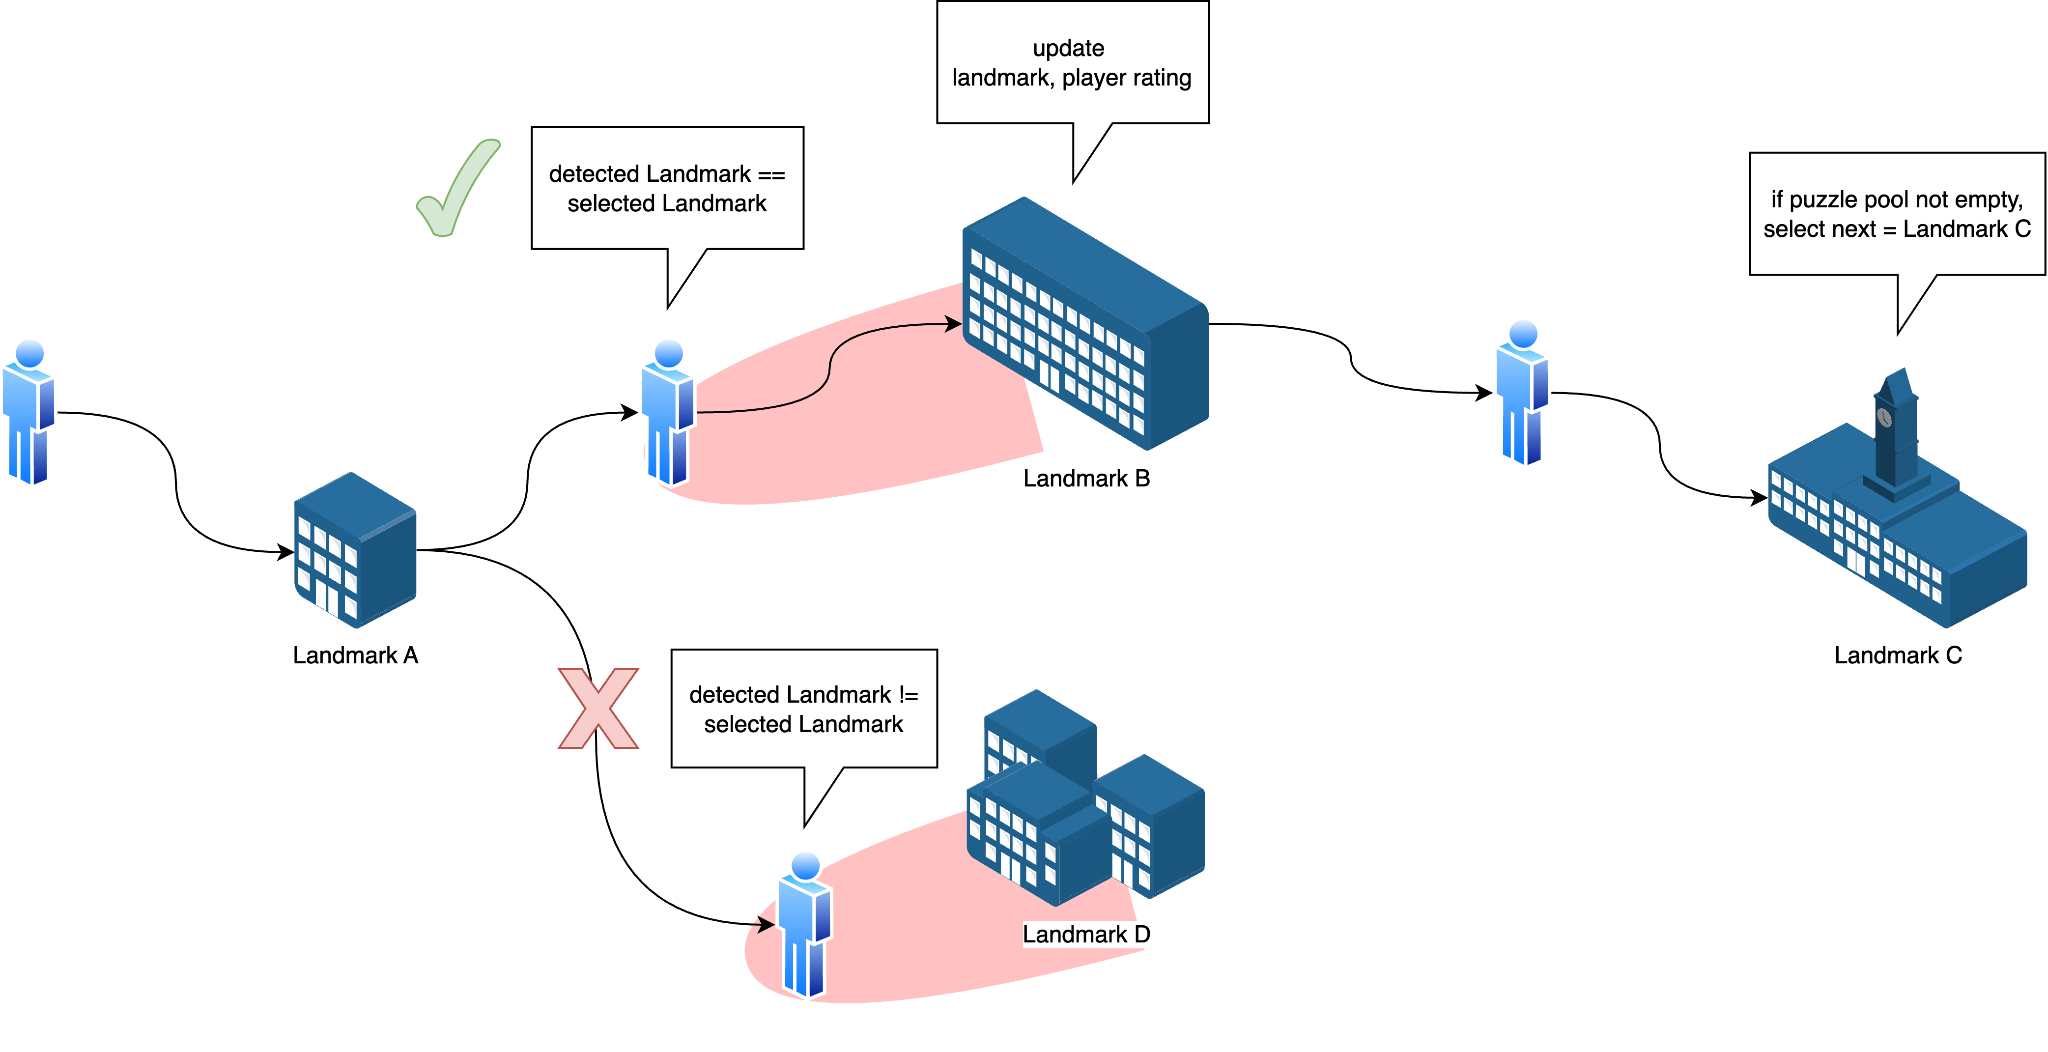 update
landmark, player rating
detected Landmark ==
selected Landmark
if puzzle pool not empty,
select next = Landmark C
Landmark B
Landmark A
Landmark C
detected Landmark !=
selected Landmark
Landmark D